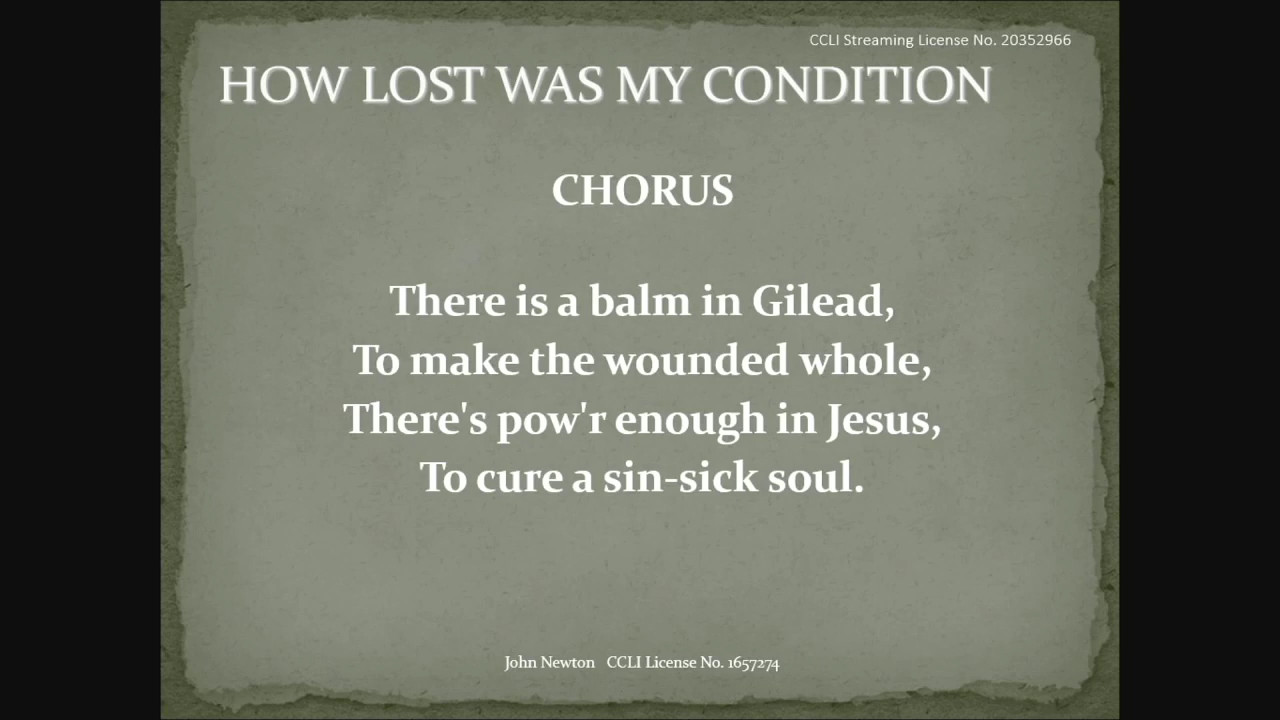 CCLI Streaming License No. 20352966
HOW LOST WAS MY CONDITION
CHORUS
There is a balm in Gilead,
To make the wounded whole,
There's pow'r enough in Jesus,
To cure a sin-sick soul.
John Newton CCLI License No. 1657274